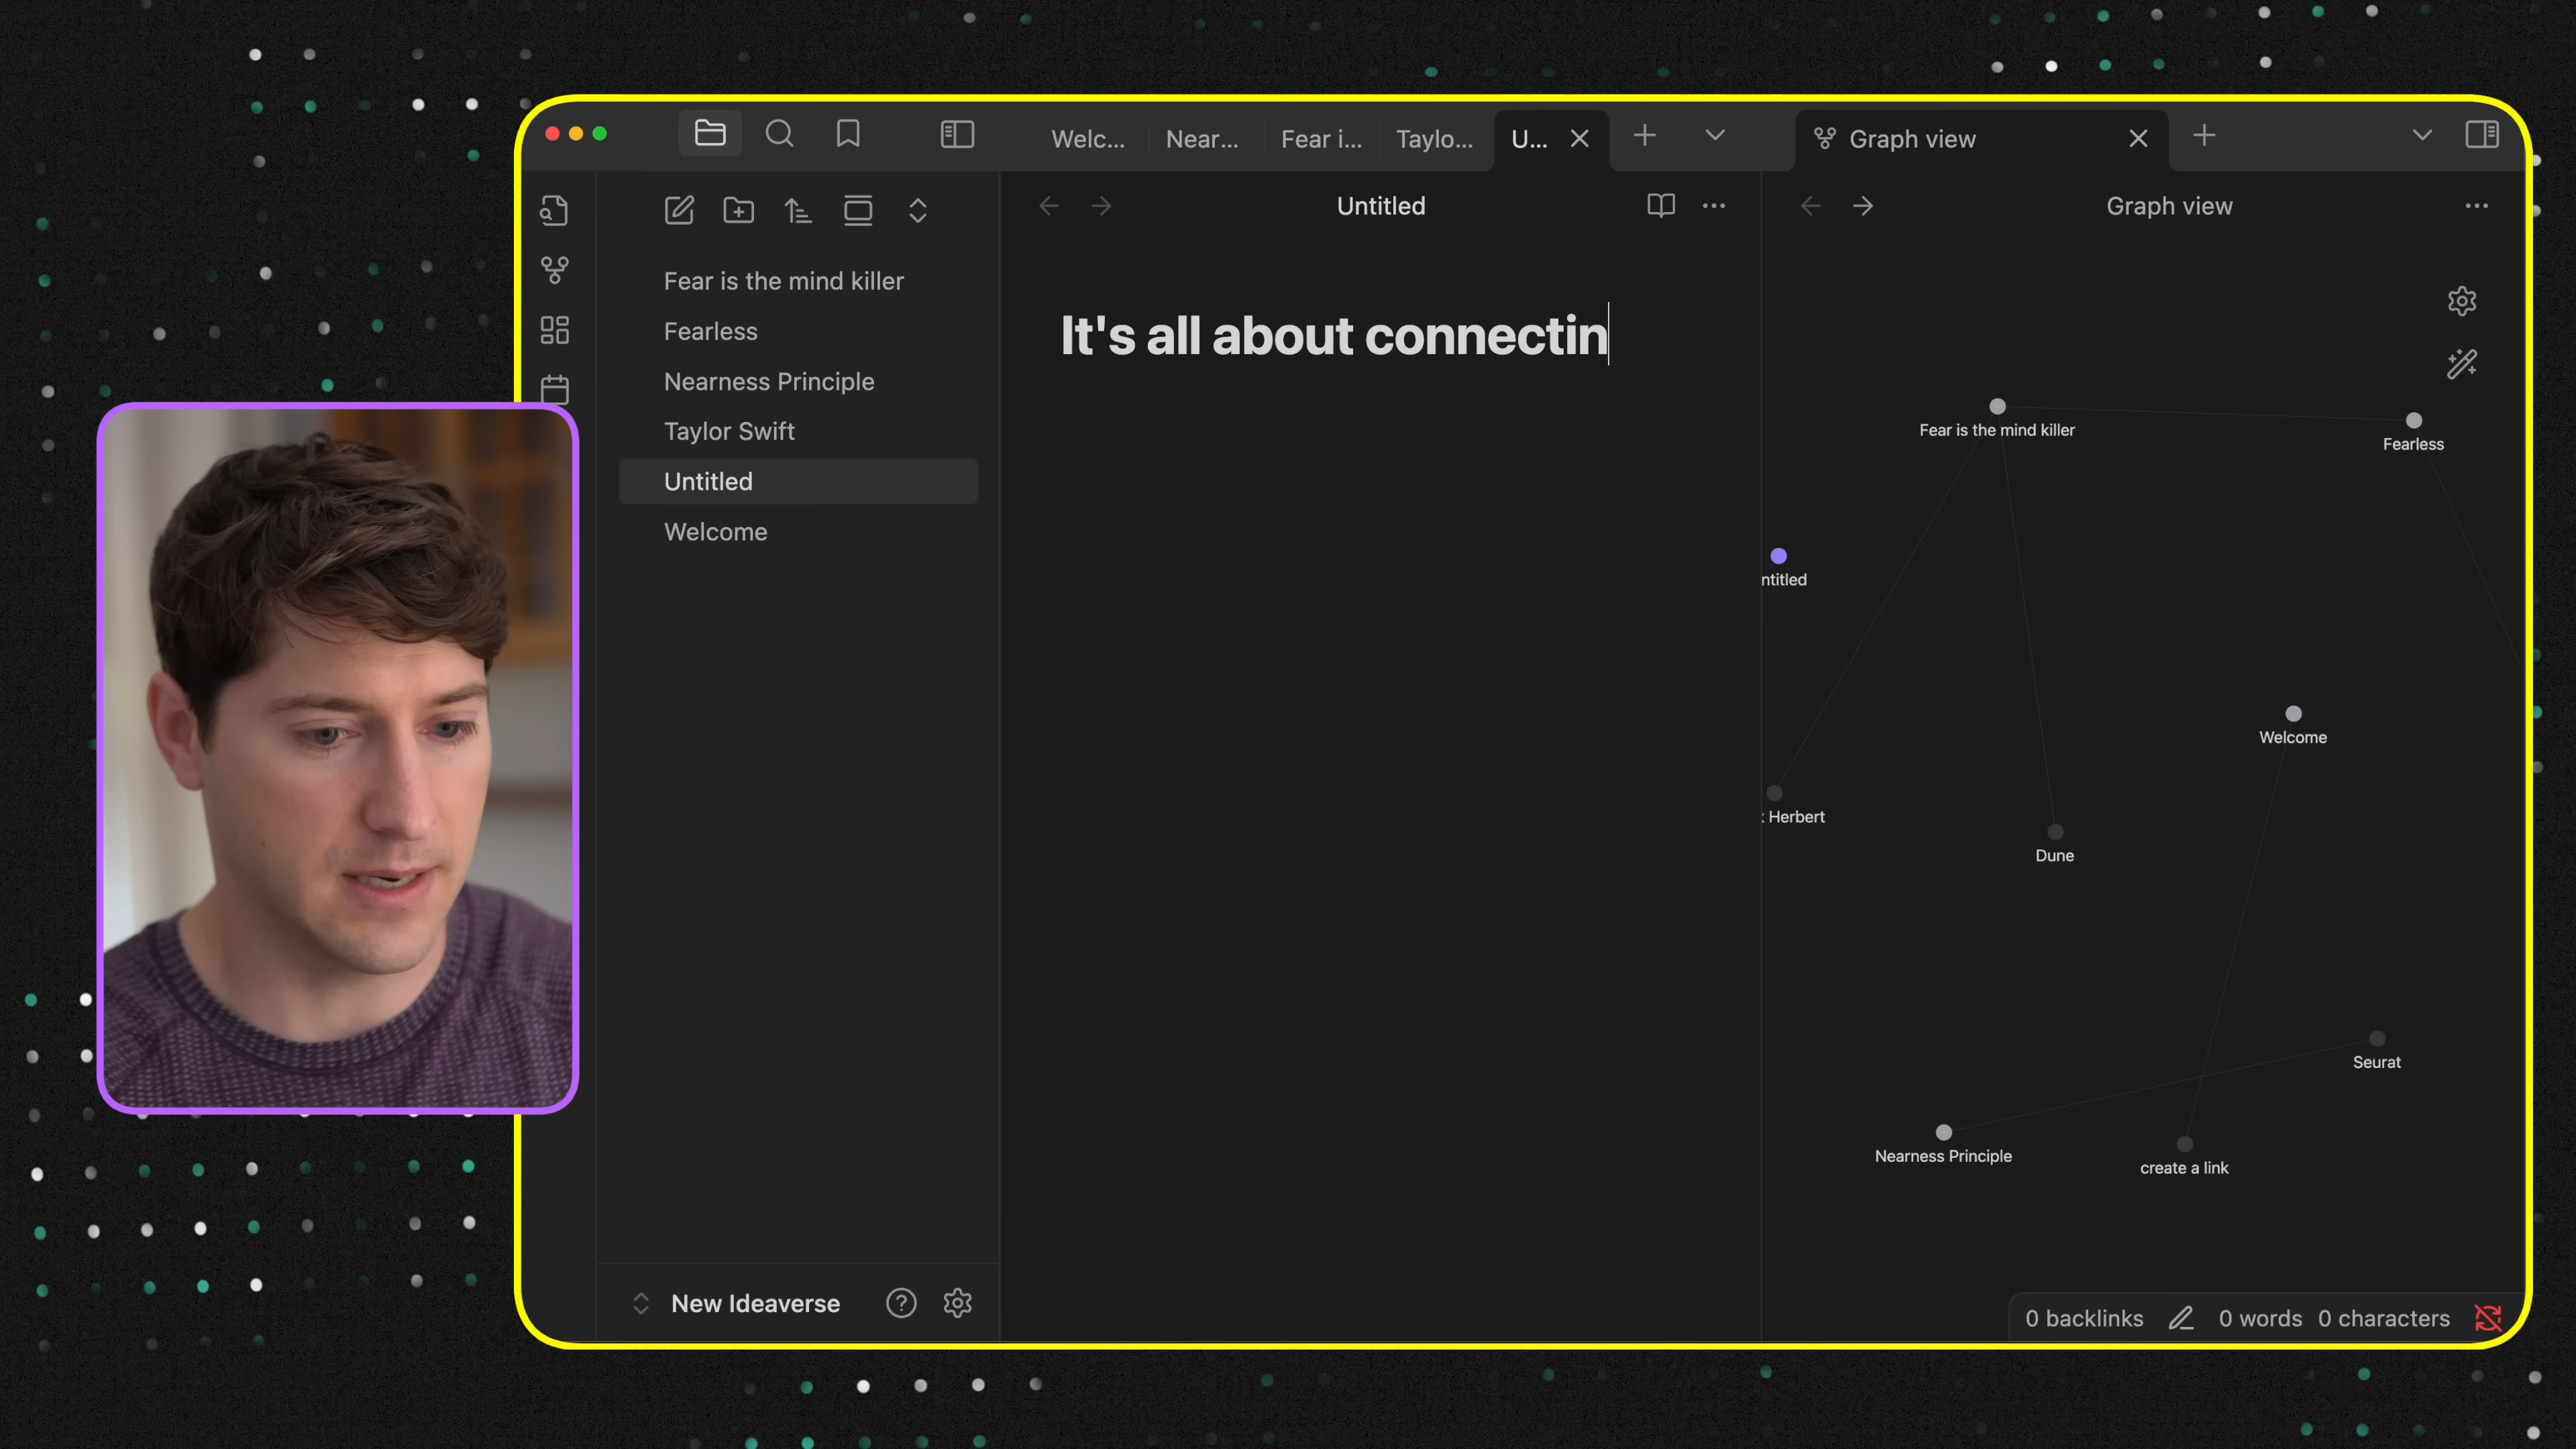 Welc...
Near...
Fear i...
Taylo...
U...
Graph view
Untitled
Graph view
Fear is the mind killer
Fearless
Nearness Principle
Taylor Swift
Untitled
Welcome
New Ideaverse
It's all about connectin
Fear is the mind killer
Fearless
ntitled
Welcome
Herbert
Dune
Seurat
Nearness Principle
create a link
0 backlinks 0 words 0 characters